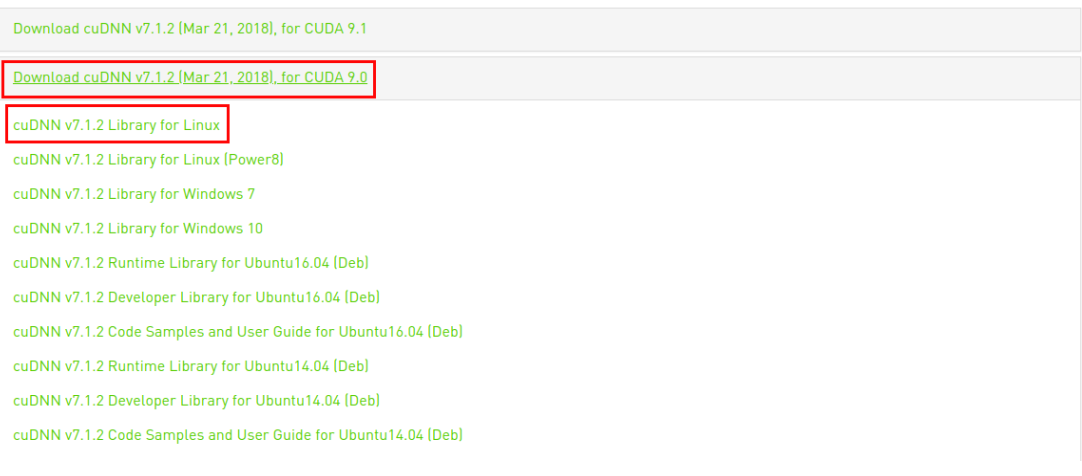 Download cuDNN v7.1.2 (Mar 21, 2018), for CUDA 9.1
Download cuDNN v7.1.2 (Mar 21, 2018), for CUDA 9.0
cuDNN v7.1.2 Library for Linux
cuDNN v7.1.2 Library for Linux (Power8)
cuDNN v7.1.2 Library for Windows 7
cuDNN v7.1.2 Library for Windows 10
cuDNN v7.1.2 Runtime Library for Ubuntu16.04 (Deb)
cuDNN v7.1.2 Developer Library for Ubuntu16.04 (Deb)
cuDNN v7.1.2 Code Samples and User Guide for Ubuntu16.04 (Deb)
cuDNN v7.1.2 Runtime Library for Ubuntu14.04 (Deb)
cuDNN v7.1.2 Developer Library for Ubuntu14.04 (Deb)
cuDNN v7.1.2 Code Samples and User Guide for Ubuntu14.04 (Deb)